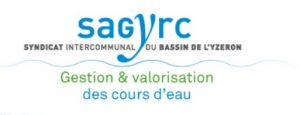 sagyrc
SYNDICAT INTERCOMMUNAL DU BASSIN DE L'YZERON
Gestion & valorisation
des cours d'eau